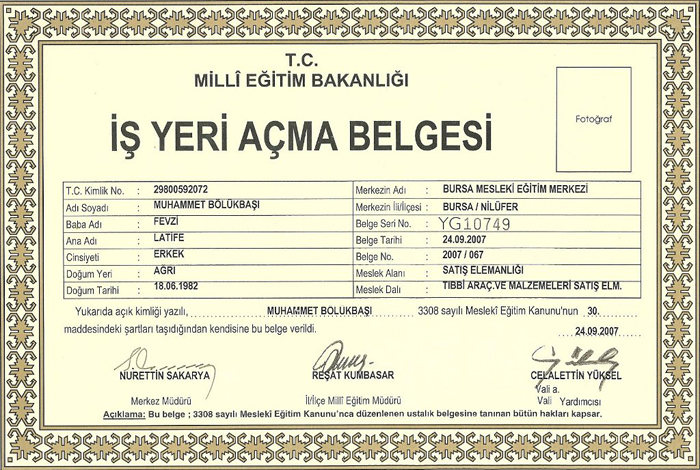 T.C.
MİLLÎ EĞİTİM BAKANLIĞI
İŞ YERİ AÇMA BELGESİ
Fotoğraf
T.C. Kimlik No. : 29800592072 Merkezin Adı : BURSA MESLEKİ EĞİTİM MERKEZİ
Adı Soyadı : MUHAMMET BÖLÜKBAŞI Merkezin İli/İlçesi : BURSA / NİLÜFER
Baba Adı : FEVZİ Belge Seri No. : YG10749
Ana Adı : LATİFE Belge Tarihi : 24.09.2007
Cinsiyeti : ERKEK Belge No. : 2007 / 067
Doğum Yeri : AĞRI Meslek Alanı : SATIŞ ELEMANLIĞI
Doğum Tarihi : 18.06.1982 Meslek Dalı : TIBBİ ARAÇ.VE MALZEMELERİ SATIŞ ELM.
Yukarıda açık kimliği yazılı, MUHAMMET BOLUKBAŞI 3308 sayılı Meslekî Eğitim Kanunu'nun 30.
maddesindeki şartları taşıdığından kendisine bu belge verildi. 24.09.2007
NURETTİN SAKARYA REŞAT KUMBASAR CELALETTİN YÜKSEL
Merkez Müdürü İl/İlçe Millî Eğitim Müdürü Vali a.
Vali Yardımcısı
Açıklama: Bu belge ; 3308 sayılı Meslekî Eğitim Kanunu'nca düzenlenen ustalık belgesine tanınan bütün hakları kapsar.